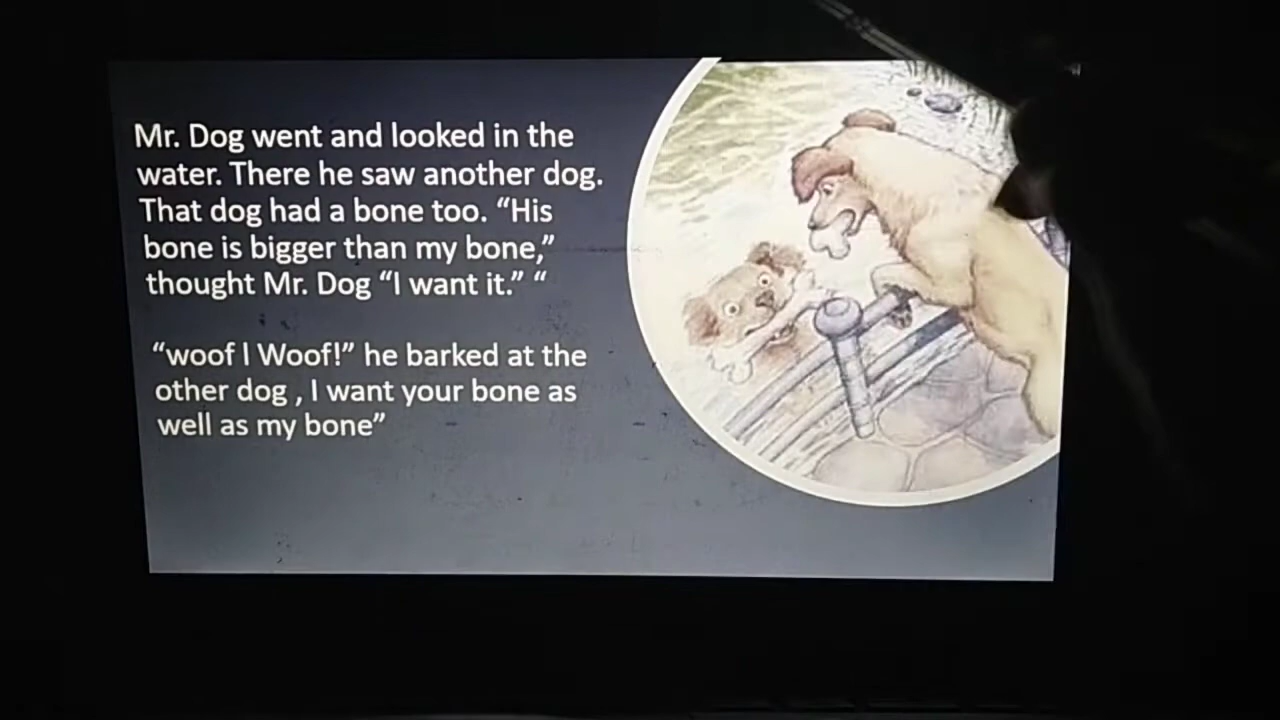 Mr. Dog went and looked in the
water. There he saw another dog.
That dog had a bone too. “His
bone is bigger than my bone,”
thought Mr. Dog “I want it.” “
“woof I Woof!” he barked at the
other dog , I want your bone as
well as my bone”